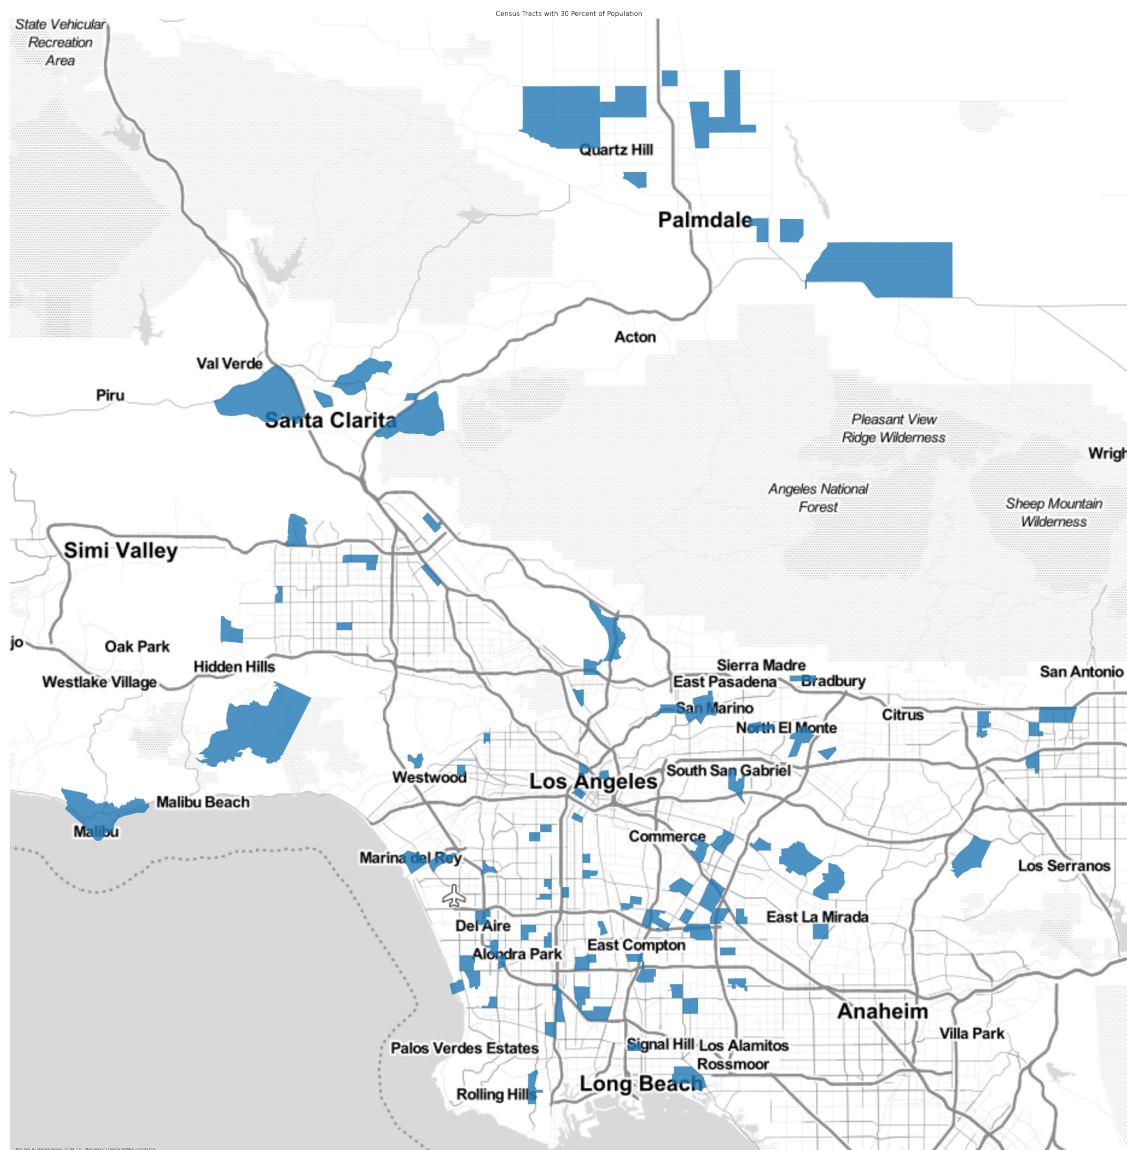 Census Tracts with 30 Percent of Population
State Vehicular
Recreation
Area
Quartz Hill
Palmdale
Acton
Val Verde
Piru
Santa Clarita
Pleasant View
Ridge Wilderness
Wrigh
Angeles National
Forest
Sheep Mountain
Wilderness
Simi Valley
jo
Oak Park
Hidden Hills
Westlake Village
Sierra Madre
East Pasadena
Bradbury
San Antonio
San Marino
Citrus
North El Monte
Westwood
Los Angeles
South San Gabriel
Malibu Beach
Malibu
Commerce
Marina del Rey
Los Serranos
Del Aire
East La Mirada
Alondra Park
East Compton
Anaheim
Villa Park
Palos Verdes Estates
Signal Hill
Los Alamitos
Rossmoor
Rolling Hills
Long Beach